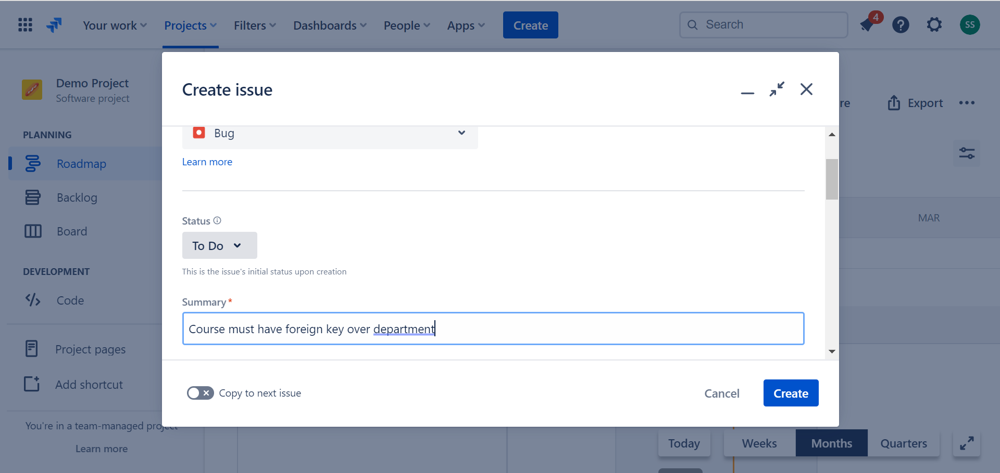 Your work
Projects
Filters
Dashboards
People
Apps
Create
Search
4
SS
Demo Project
Software project
PLANNING
Roadmap
Backlog
Board
DEVELOPMENT
Code
Project pages
Add shortcut
You're in a team-managed project
Learn more
Create issue
Bug
Learn more
Status
To Do
This is the issue's initial status upon creation
Summary*
Course must have foreign key over department
Copy to next issue
Cancel
Create
re
Export
MAR
Today
Weeks
Months
Quarters